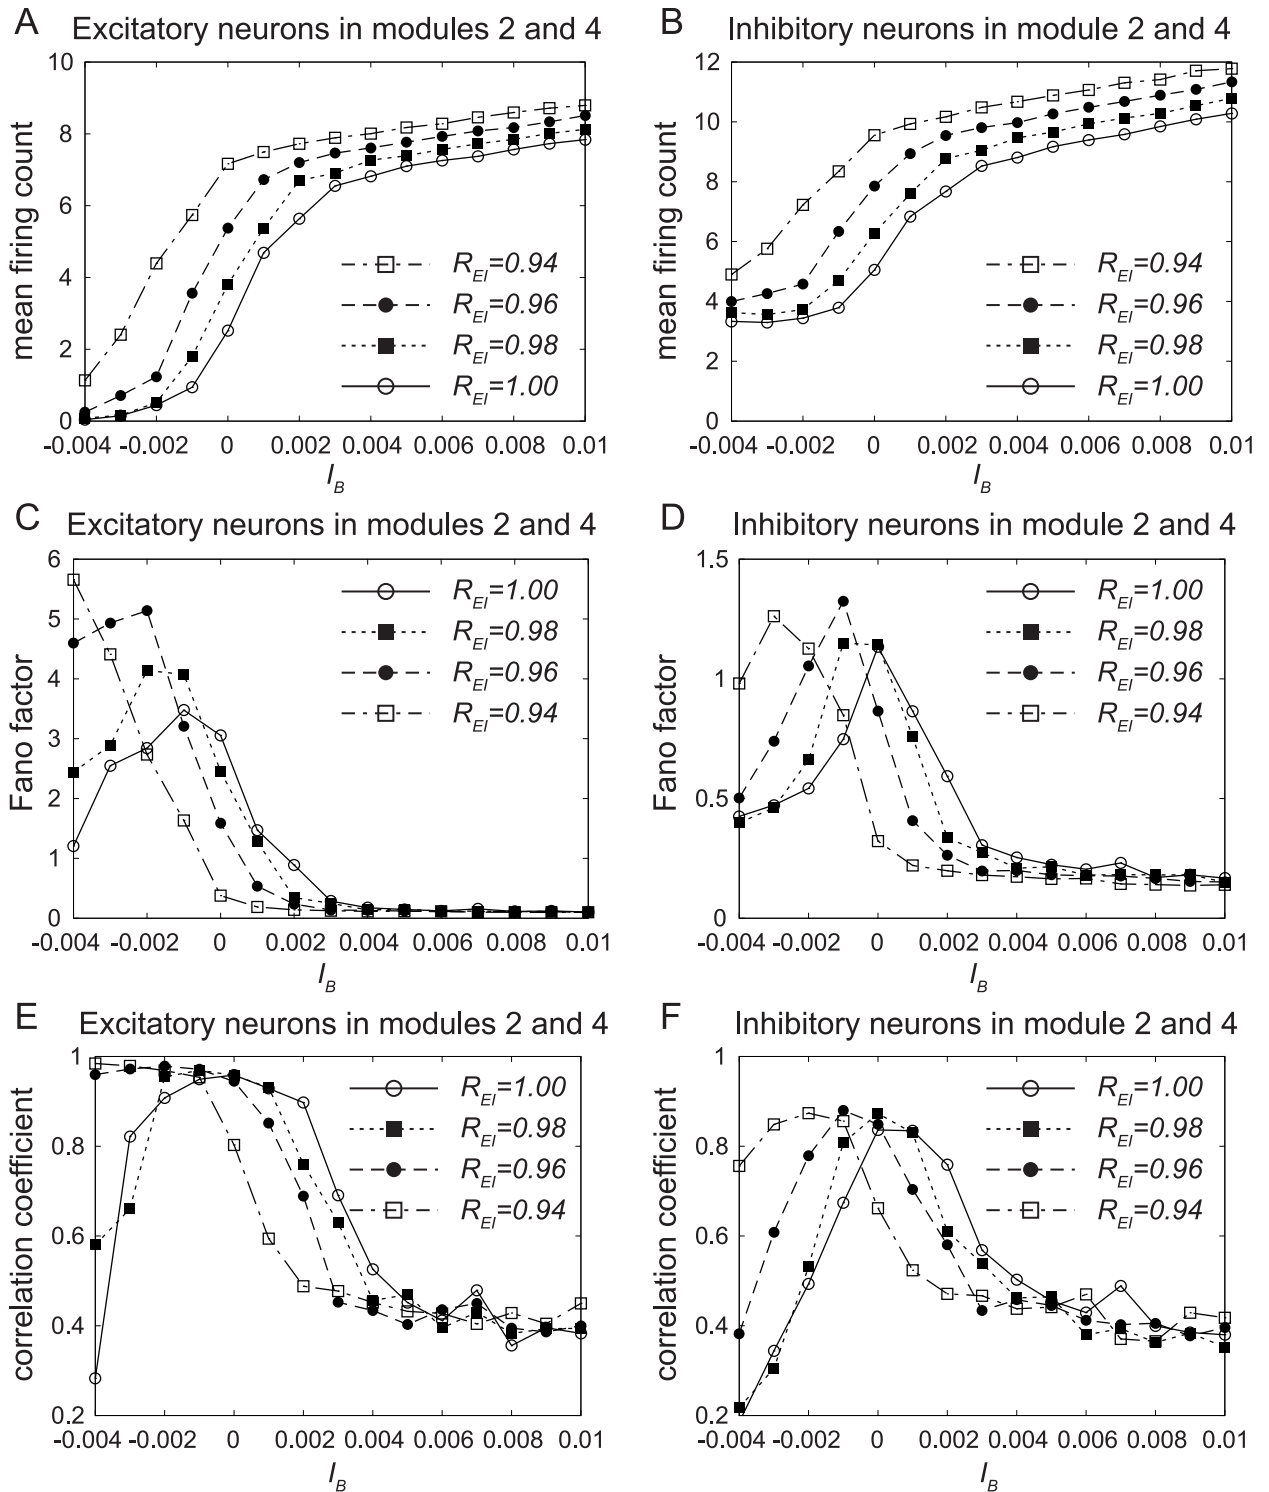 A Excitatory neurons in modules 2 and 4
mean firing count
12
10
8
6
4
2
0
R_EI=0.94
R_EI=0.96
R_EI=0.98
R_EI=1.00
-0.004 -0.002 0 0.002 0.004 0.006 0.008 0.01
I_B
B Inhibitory neurons in module 2 and 4
mean firing count
12
10
8
6
4
2
0
R_EI=0.94
R_EI=0.96
R_EI=0.98
R_EI=1.00
-0.004 -0.002 0 0.002 0.004 0.006 0.008 0.01
I_B
C Excitatory neurons in modules 2 and 4
Fano factor
6
5
4
3
2
1
0
R_EI=1.00
R_EI=0.98
R_EI=0.96
R_EI=0.94
-0.004 -0.002 0 0.002 0.004 0.006 0.008 0.01
I_B
D Inhibitory neurons in module 2 and 4
Fano factor
1.5
1
0.5
0
R_EI=1.00
R_EI=0.98
R_EI=0.96
R_EI=0.94
-0.004 -0.002 0 0.002 0.004 0.006 0.008 0.01
I_B
E Excitatory neurons in modules 2 and 4
correlation coefficient
1
0.8
0.6
0.4
0.2
R_EI=1.00
R_EI=0.98
R_EI=0.96
R_EI=0.94
-0.004 -0.002 0 0.002 0.004 0.006 0.008 0.01
I_B
F Inhibitory neurons in module 2 and 4
correlation coefficient
1
0.8
0.6
0.4
0.2
R_EI=1.00
R_EI=0.98
R_EI=0.96
R_EI=0.94
-0.004 -0.002 0 0.002 0.004 0.006 0.008 0.01
I_B